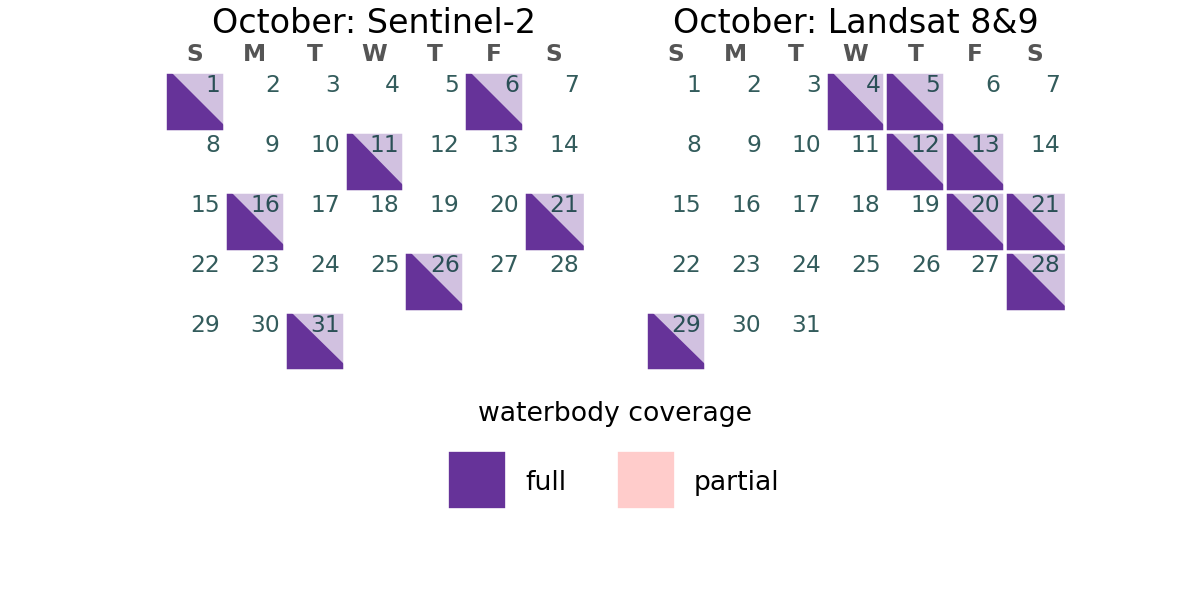 October: Sentinel-2
S M T W T F S
1 2 3 4 5 6 7
8 9 10 11 12 13 14
15 16 17 18 19 20 21
22 23 24 25 26 27 28
29 30 31
October: Landsat 8&9
S M T W T F S
1 2 3 4 5 6 7
8 9 10 11 12 13 14
15 16 17 18 19 20 21
22 23 24 25 26 27 28
29 30 31
waterbody coverage
full partial